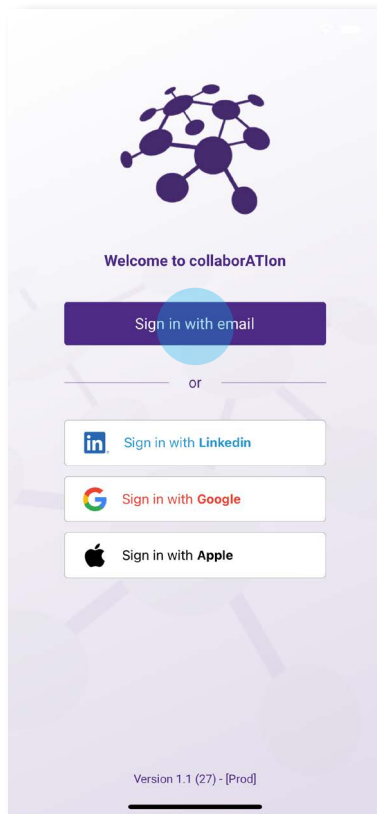 Welcome to collaborATIon
Sign in with email
or
in
Sign in with Linkedin
Sign in with Google
Sign in with Apple
Version 1.1 (27) - [Prod]